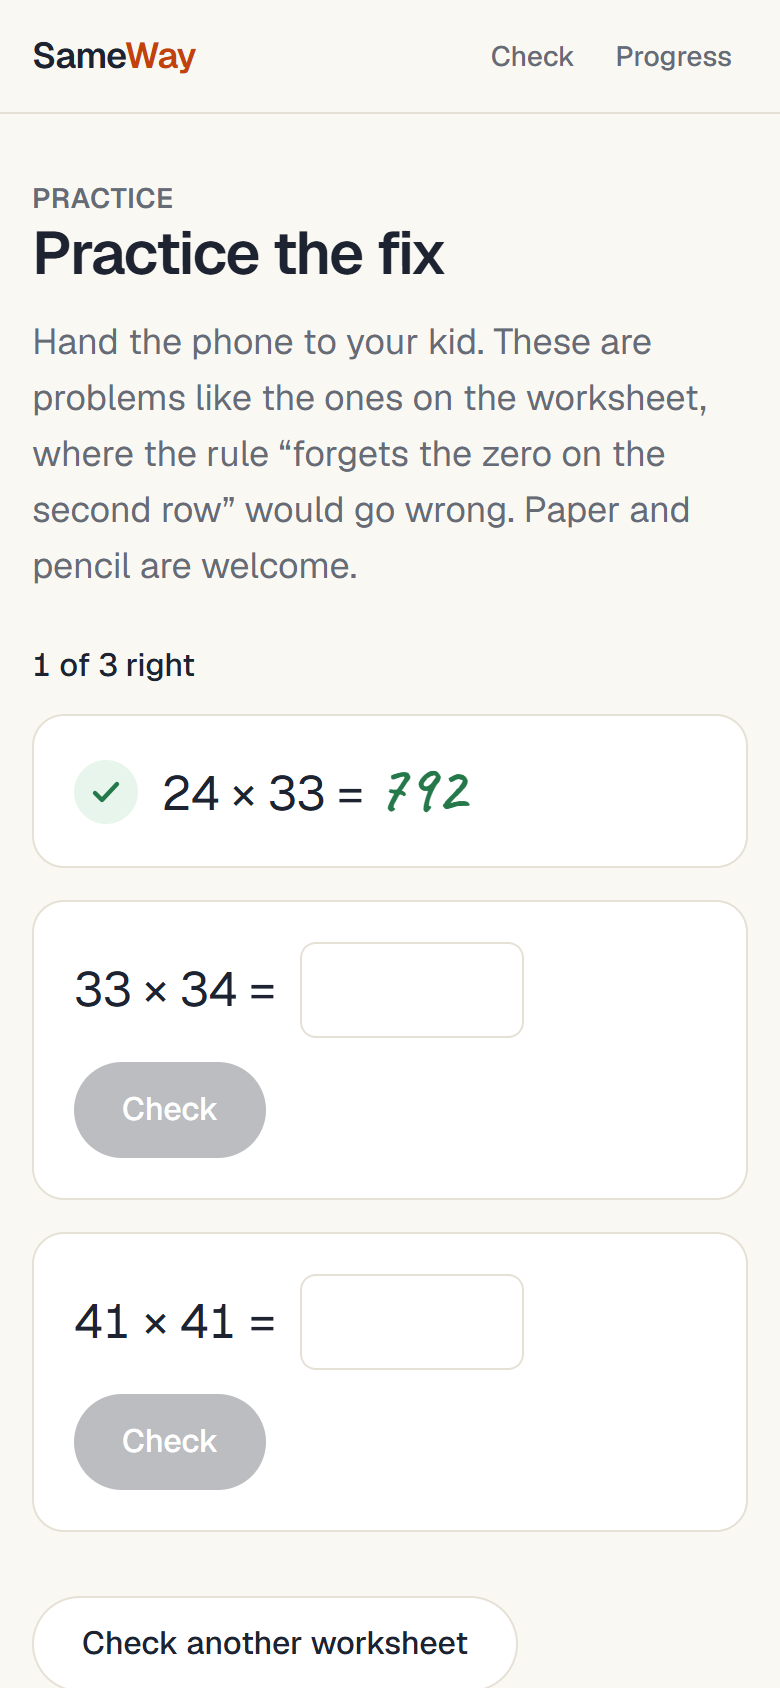 SameWay
Check Progress
PRACTICE
Practice the fix
Hand the phone to your kid. These are
problems like the ones on the worksheet,
where the rule “forgets the zero on the
second row” would go wrong. Paper and
pencil are welcome.
1 of 3 right
24 × 33 = 792
33 × 34 =
Check
41 × 41 =
Check
Check another worksheet